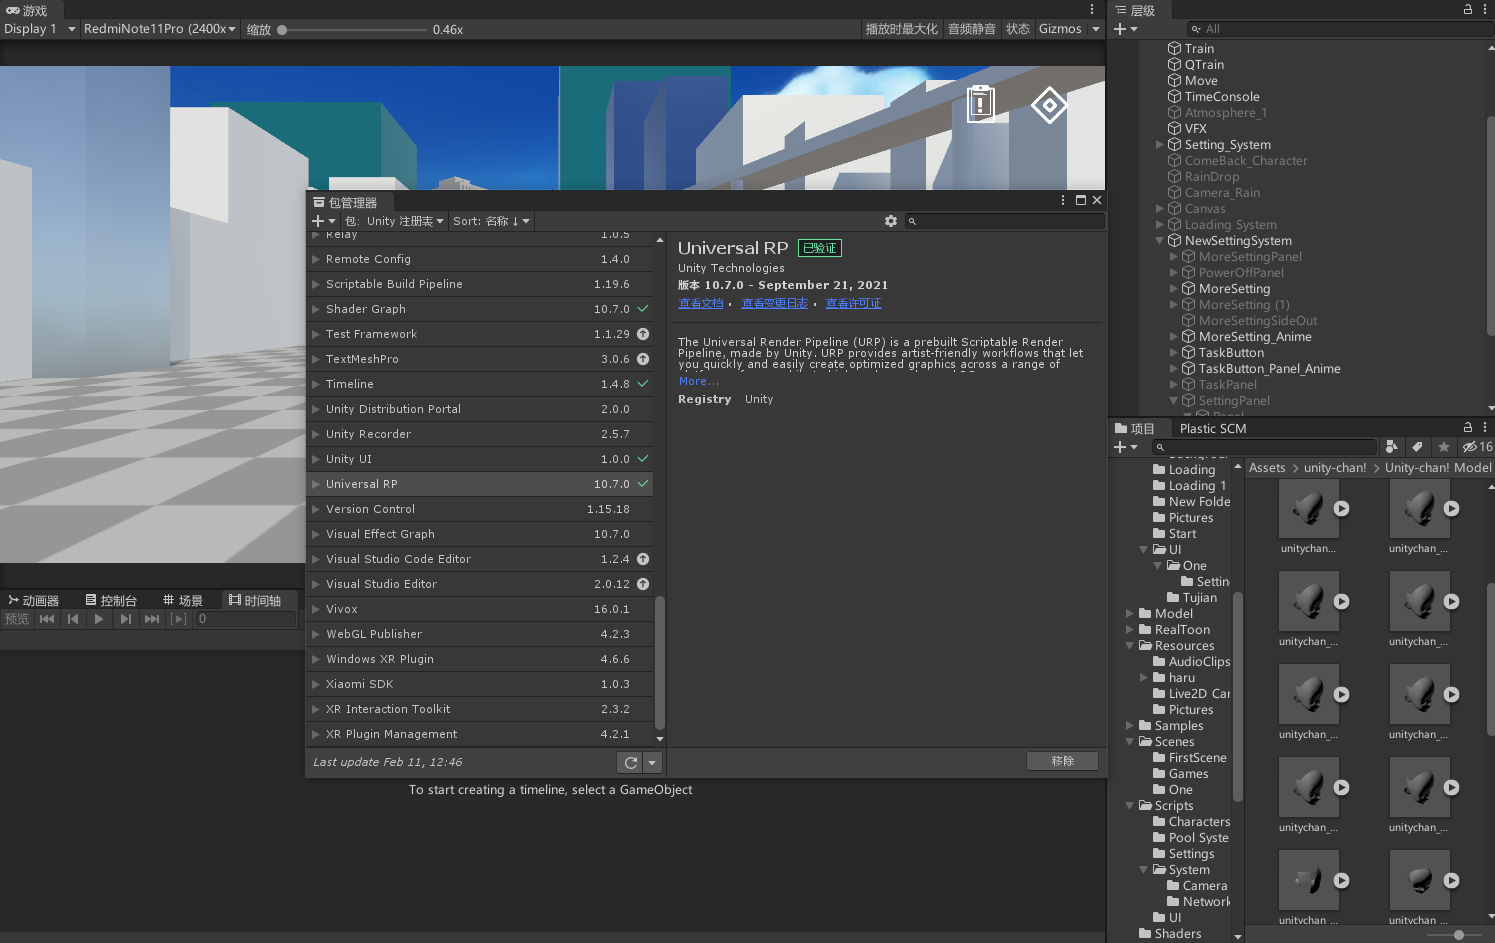 游戏
Display 1
RedmiNote11Pro (2400x
缩放
0.46x
播放时最大化
音频静音
状态
Gizmos
层级
All
Train
QTrain
Move
TimeConsole
Atmosphere_1
VFX
Setting_System
ComeBack_Character
RainDrop
Camera_Rain
Canvas
Loading System
NewSettingSystem
MoreSettingPanel
PowerOffPanel
MoreSetting
MoreSetting (1)
MoreSettingSideOut
MoreSetting_Anime
TaskButton
TaskButton_Panel_Anime
TaskPanel
SettingPanel
Panel
包管理器
包: Unity 注册表
Sort: 名称 ↓
Relay 1.0.5
Remote Config 1.4.0
Scriptable Build Pipeline 1.19.6
Shader Graph 10.7.0
Test Framework 1.1.29
TextMeshPro 3.0.6
Timeline 1.4.8
Unity Distribution Portal 2.0.0
Unity Recorder 2.5.7
Unity UI 1.0.0
Universal RP 10.7.0
Version Control 1.15.18
Visual Effect Graph 10.7.0
Visual Studio Code Editor 1.2.4
Visual Studio Editor 2.0.12
Vivox 16.0.1
WebGL Publisher 4.2.3
Windows XR Plugin 4.6.6
Xiaomi SDK 1.0.3
XR Interaction Toolkit 2.3.2
XR Plugin Management 4.2.1
Last update Feb 11, 12:46
Universal RP 已验证
Unity Technologies
版本 10.7.0 - September 21, 2021
查看文档 • 查看变更日志 • 查看许可证
The Universal Render Pipeline (URP) is a prebuilt Scriptable Render
Pipeline, made by Unity. URP provides artist-friendly workflows that let
you quickly and easily create optimized graphics across a range of
More...
Registry Unity
移除
动画器
控制台
场景
时间轴
预览
0
To start creating a timeline, select a GameObject
项目
Plastic SCM
16
Loading
Loading 1
New Folde
Pictures
Start
UI
One
Settin
Tujian
Model
RealToon
Resources
AudioClips
haru
Live2D Car
Pictures
Samples
Scenes
FirstScene
Games
One
Scripts
Characters
Pool Syste
Settings
System
Camera
Network
UI
Shaders
Assets > unity-chan! > Unity-chan! Model
unitychan...
unitychan_...
unitychan_...
unitychan_...
unitychan_...
unitychan_...
unitychan_...
unitychan_...
unitychan_...
unitychan_...